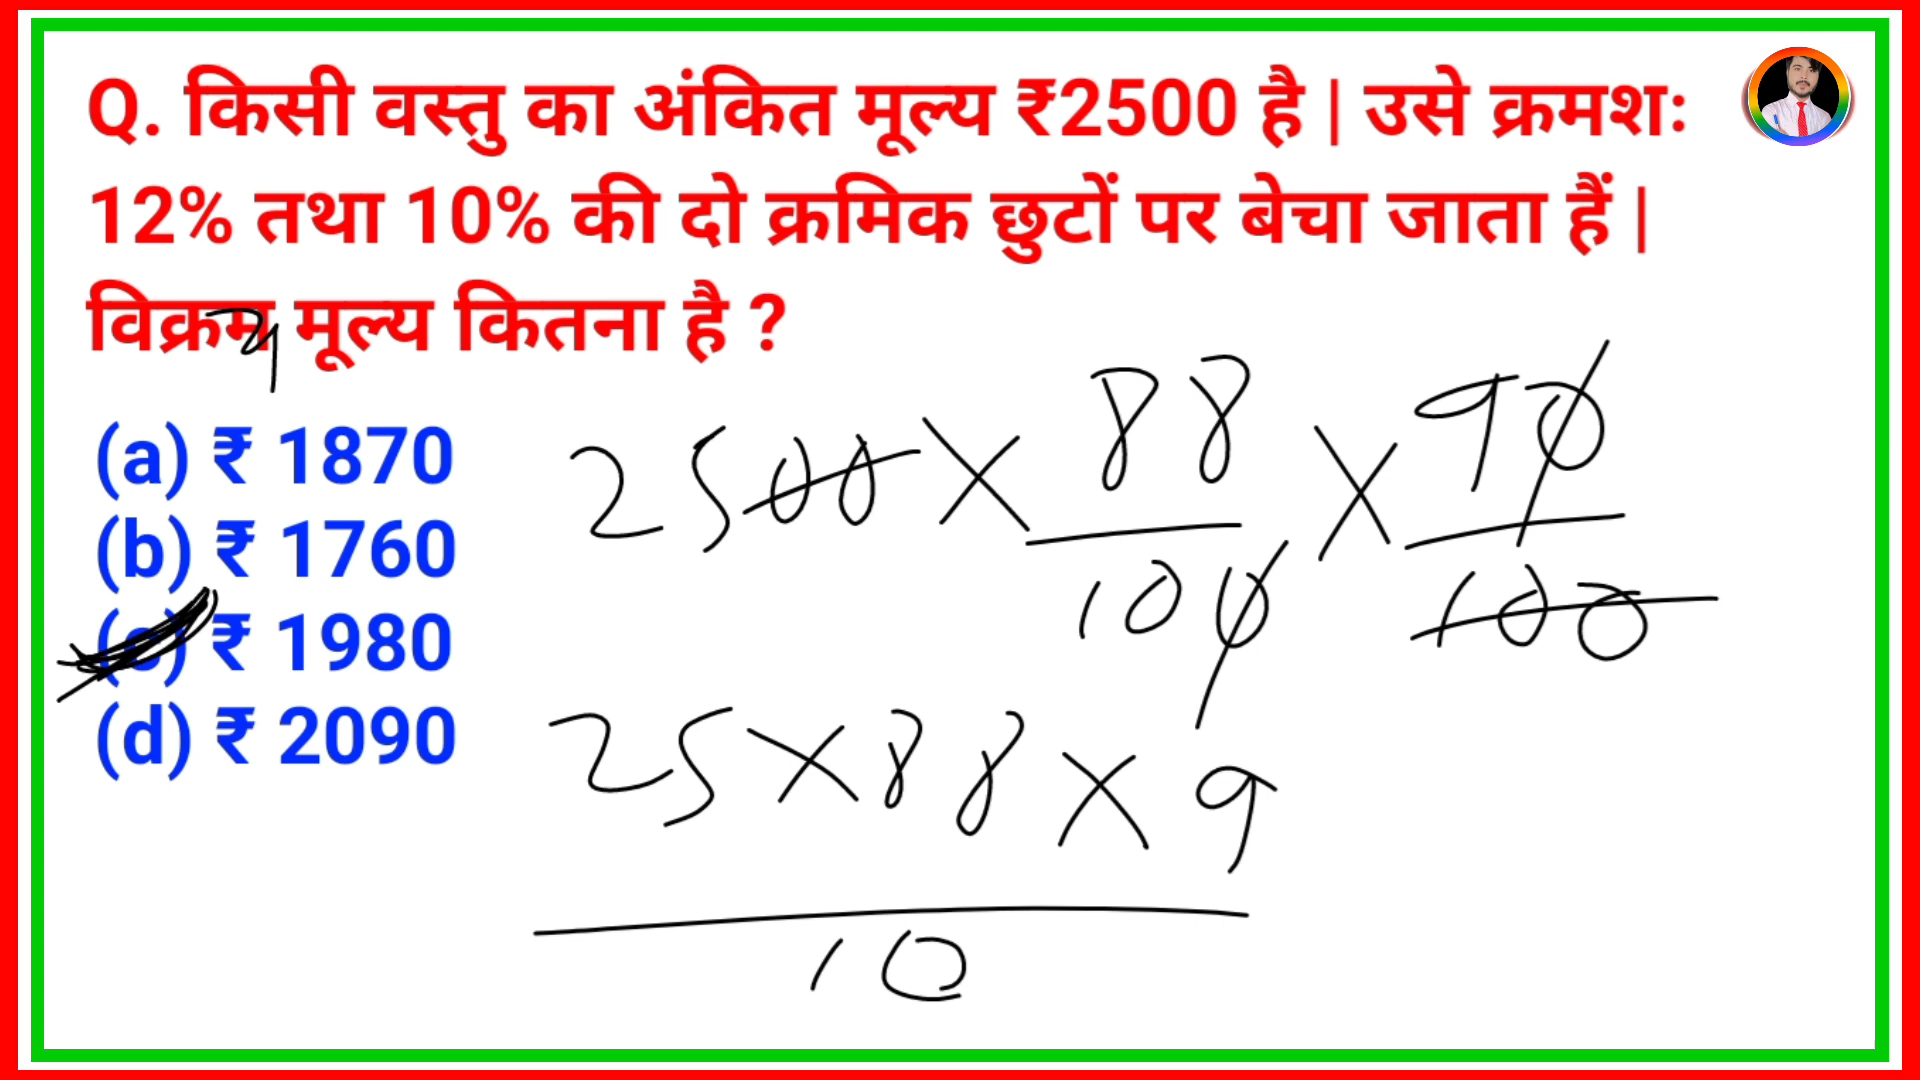 Q. किसी वस्तु का अंकित मूल्य ₹2500 है | उसे क्रमशः
12% तथा 10% की दो क्रमिक छुटों पर बेचा जाता हैं |
विक्रम मूल्य कितना है ?
य
(a) ₹ 1870
(b) ₹ 1760
(c) ₹ 1980
(d) ₹ 2090
2500 × 88/100 × 90/100
25 × 88 × 9
10